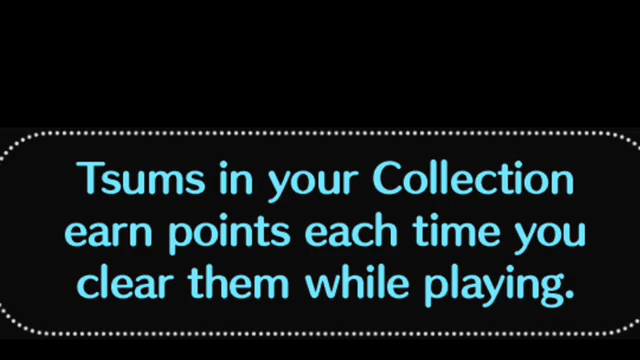 Tsums in your Collection
earn points each time you
clear them while playing.